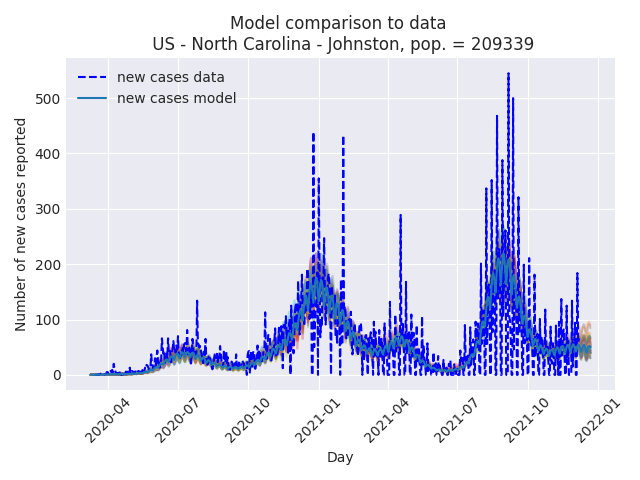 Model comparison to data
US - North Carolina - Johnston, pop. = 209339
new cases data
new cases model
Number of new cases reported
500
400
300
200
100
0
2020-04
2020-07
2020-10
2021-01
2021-04
2021-07
2021-10
2022-01
Day